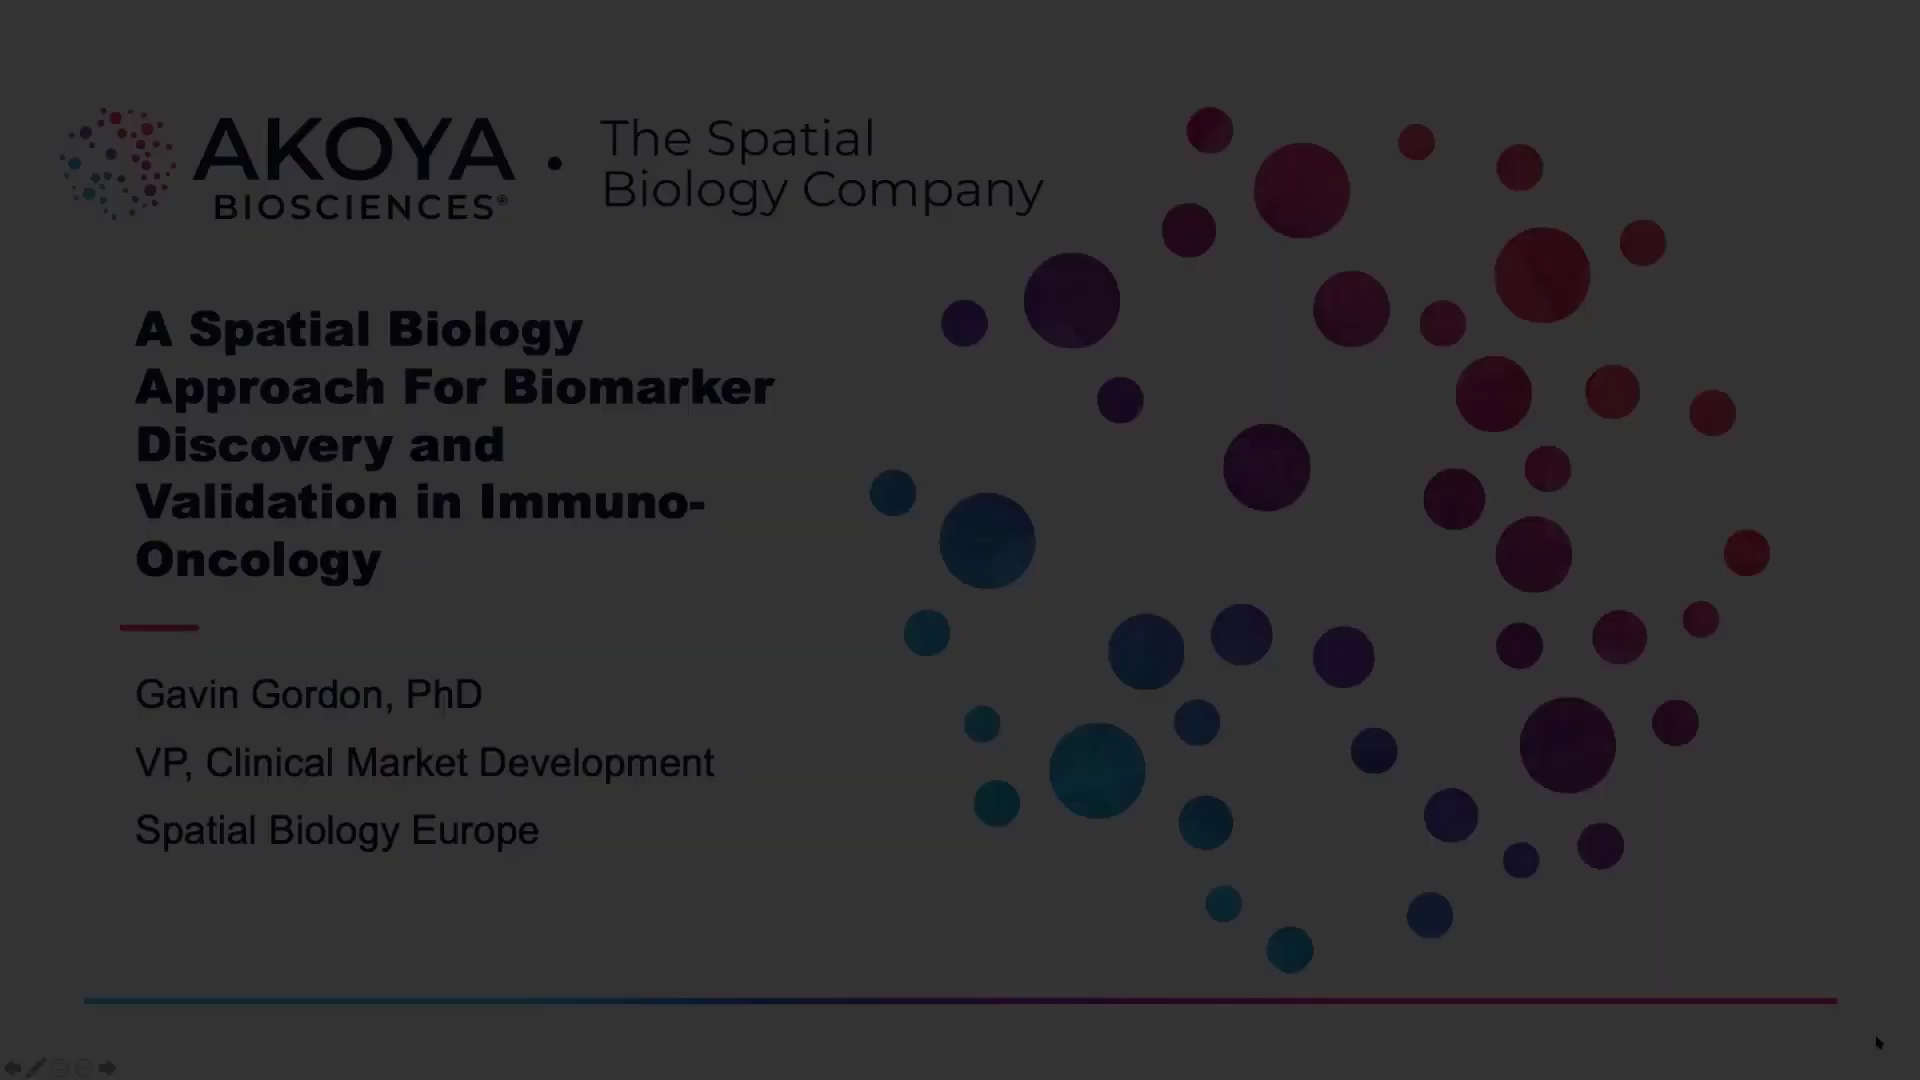 AKOYA
BIOSCIENCES®
•
The Spatial
Biology Company
A Spatial Biology
Approach For Biomarker
Discovery and
Validation in Immuno-
Oncology
Gavin Gordon, PhD
VP, Clinical Market Development
Spatial Biology Europe